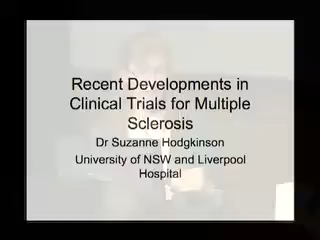 Recent Developments in
Clinical Trials for Multiple
Sclerosis
Dr Suzanne Hodgkinson
University of NSW and Liverpool
Hospital